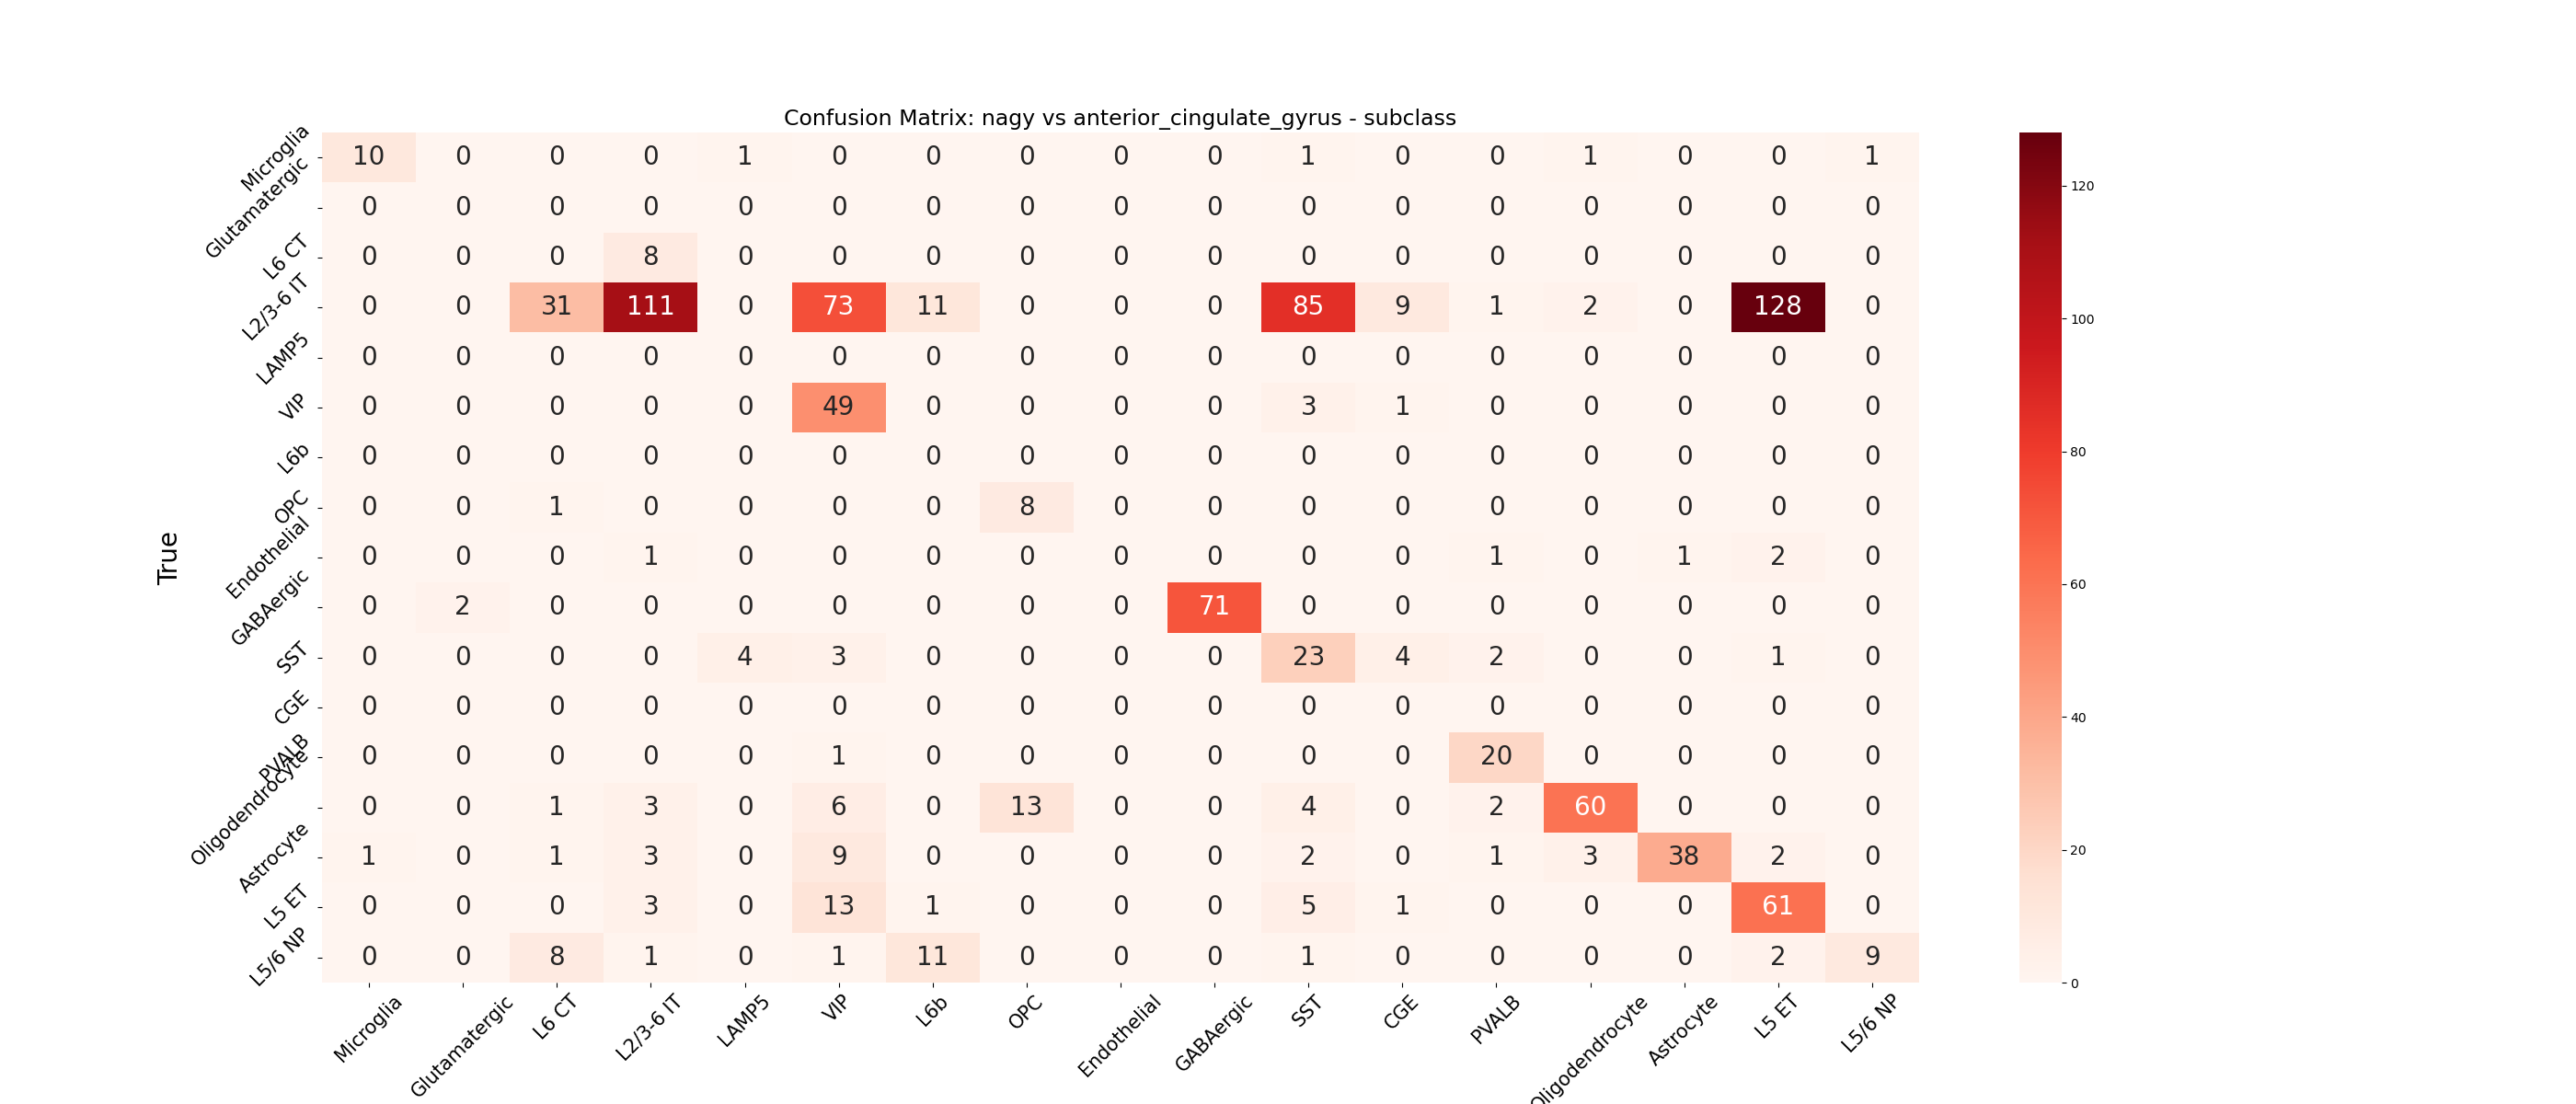 Confusion Matrix: nagy vs anterior_cingulate_gyrus - subclass
True
Microglia 10 0 0 0 1 0 0 0 0 0 1 0 0 1 0 0 1
Glutamatergic 0 0 0 0 0 0 0 0 0 0 0 0 0 0 0 0 0
L6 CT 0 0 0 8 0 0 0 0 0 0 0 0 0 0 0 0 0
L2/3-6 IT 0 0 31 111 0 73 11 0 0 0 85 9 1 2 0 128 0
LAMP5 0 0 0 0 0 0 0 0 0 0 0 0 0 0 0 0 0
VIP 0 0 0 0 0 49 0 0 0 0 3 1 0 0 0 0 0
L6b 0 0 0 0 0 0 0 0 0 0 0 0 0 0 0 0 0
OPC 0 0 1 0 0 0 0 8 0 0 0 0 0 0 0 0 0
Endothelial 0 0 0 1 0 0 0 0 0 0 0 0 1 0 1 2 0
GABAergic 0 2 0 0 0 0 0 0 0 71 0 0 0 0 0 0 0
SST 0 0 0 0 4 3 0 0 0 0 23 4 2 0 0 1 0
CGE 0 0 0 0 0 0 0 0 0 0 0 0 0 0 0 0 0
PVALB 0 0 0 0 0 1 0 0 0 0 0 0 20 0 0 0 0
Oligodendrocyte 0 0 1 3 0 6 0 13 0 0 4 0 2 60 0 0 0
Astrocyte 1 0 1 3 0 9 0 0 0 0 2 0 1 3 38 2 0
L5 ET 0 0 0 3 0 13 1 0 0 0 5 1 0 0 0 61 0
L5/6 NP 0 0 8 1 0 1 11 0 0 0 1 0 0 0 0 2 9
Microglia Glutamatergic L6 CT L2/3-6 IT LAMP5 VIP L6b OPC Endothelial GABAergic SST CGE PVALB Oligodendrocyte Astrocyte L5 ET L5/6 NP
120
100
80
60
40
20
0